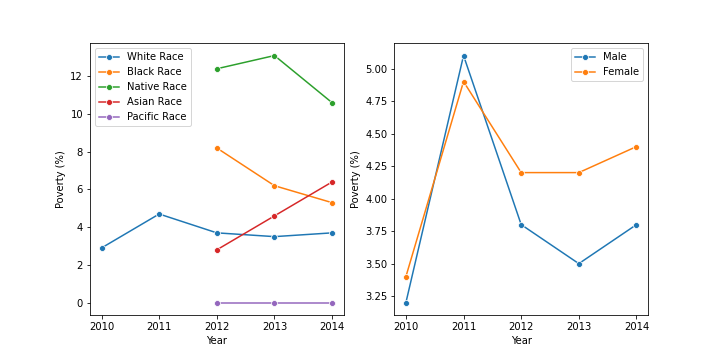 White Race
Black Race
Native Race
Asian Race
Pacific Race
12
10
8
6
4
2
0
Poverty (%)
2010 2011 2012 2013 2014
Year
Male
Female
5.00
4.75
4.50
4.25
4.00
3.75
3.50
3.25
Poverty (%)
2010 2011 2012 2013 2014
Year